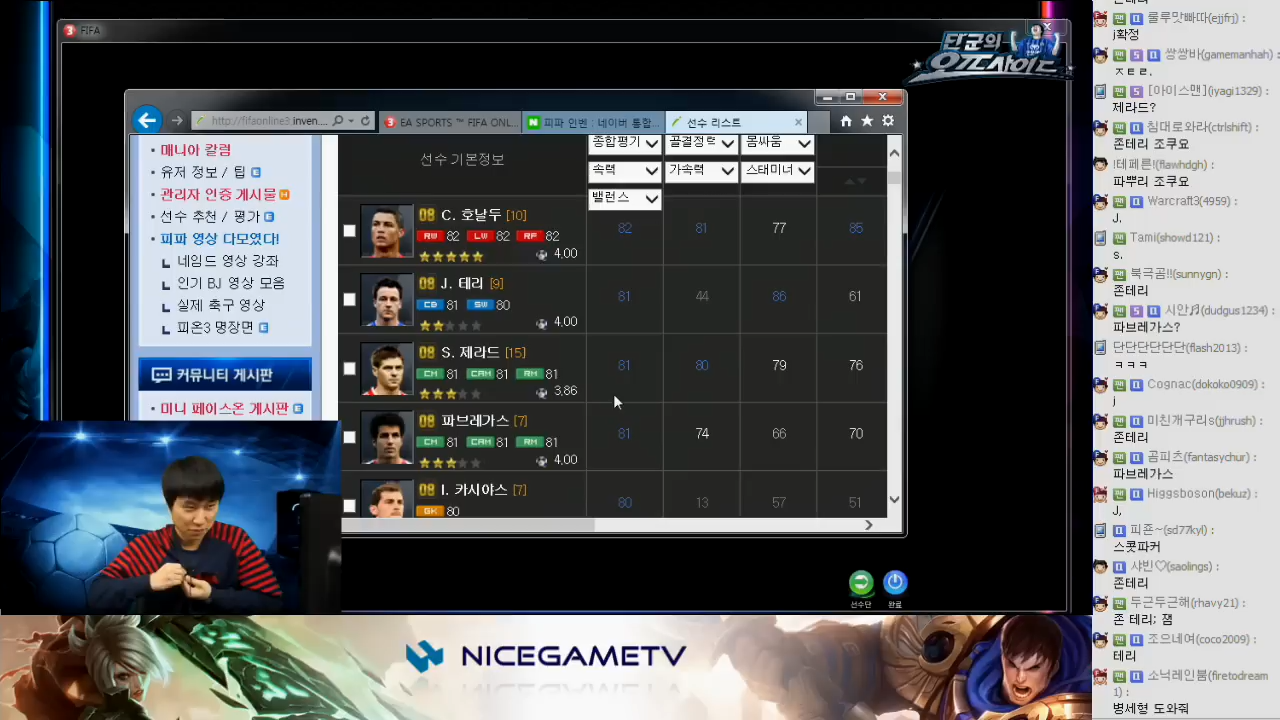 FIFA
단군의
오프사이드
http://fifaonline3.inven...
EA SPORTS ™ FIFA ONL...
피파 인벤 : 네이버 통합...
선수 리스트
매니아 칼럼
유저 정보 / 팁
관리자 인증 게시물
선수 추천 / 평가
피파 영상 다모였다!
네임드 영상 강좌
인기 BJ 영상 모음
실제 축구 영상
피온3 명장면
커뮤니티 게시판
미니 페이스온 게시판
선수 기본정보
종합평가 골결정력 몸싸움
속력 가속력 스태미너
밸런스
08 C. 호날두 [10]
RW 82 LW 82 RF 82
4,00
82 81 77 85
08 J. 테리 [9]
CB 81 SW 80
4,00
81 44 86 61
08 S. 제라드 [15]
CM 81 CAM 81 RM 81
3,86
81 80 79 76
08 파브레가스 [7]
CM 81 CAM 81 RM 81
4,00
81 74 66 70
08 I. 카시야스 [7]
GK 80
80 13 57 51
선수단
완료
NICEGAMETV
룰루맛빠따(ejjfrj) :
j확정
쌍쌍바(gamemanhah) :
ㅈㅌㄹ.
[아미스맨](iyagi1329) :
제라드?
침대로와라(ctrlshift) :
존테리 조쿠요
!테페른!(flawhdgh) :
파뿌리 조쿠요
Warcraft3(4959) :
J,
Tami(showd121) :
s,
북극곰!!(sunnygn) :
존테리
시안♬(dudgus1234) :
파브레가스?
단단단단단단(flash2013) :
ㅋㅋㅋ
Cognac(dokoko0909) :
j
미친개구리s(jjhrush) :
존테리
곰피츠(fantasychur) :
파브레가스
Higgsboson(bekuz) :
J,
피죤~(sd77kyl) :
스콧파커
샤빈♡(saolings) :
존테리
두근두근해(rhavy21) :
존 테리; 잼
조으네여(coco2009) :
테리
소닉레인붐(firetodream
1) :
병세형 도와줘